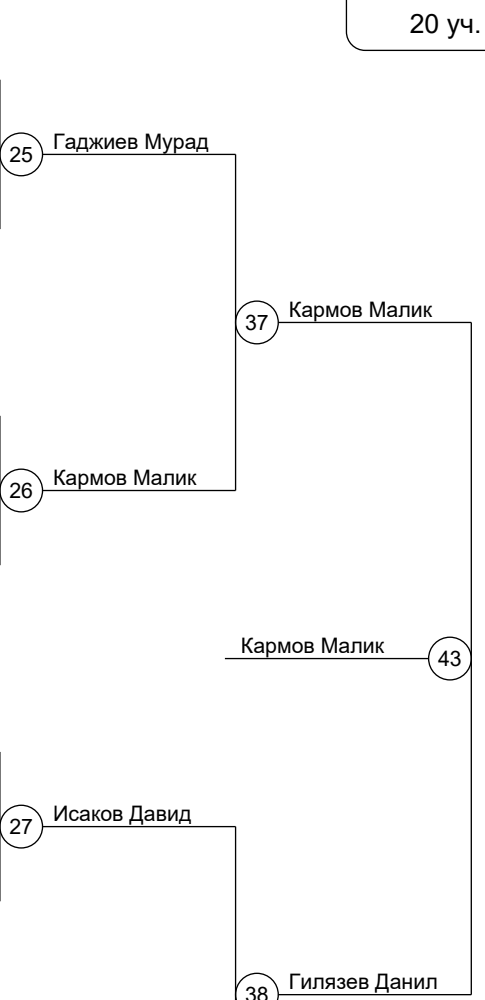 20 уч.
Гаджиев Мурад
25
Кармов Малик
37
Кармов Малик
26
Кармов Малик
43
Исаков Давид
27
Гилязев Данил
38